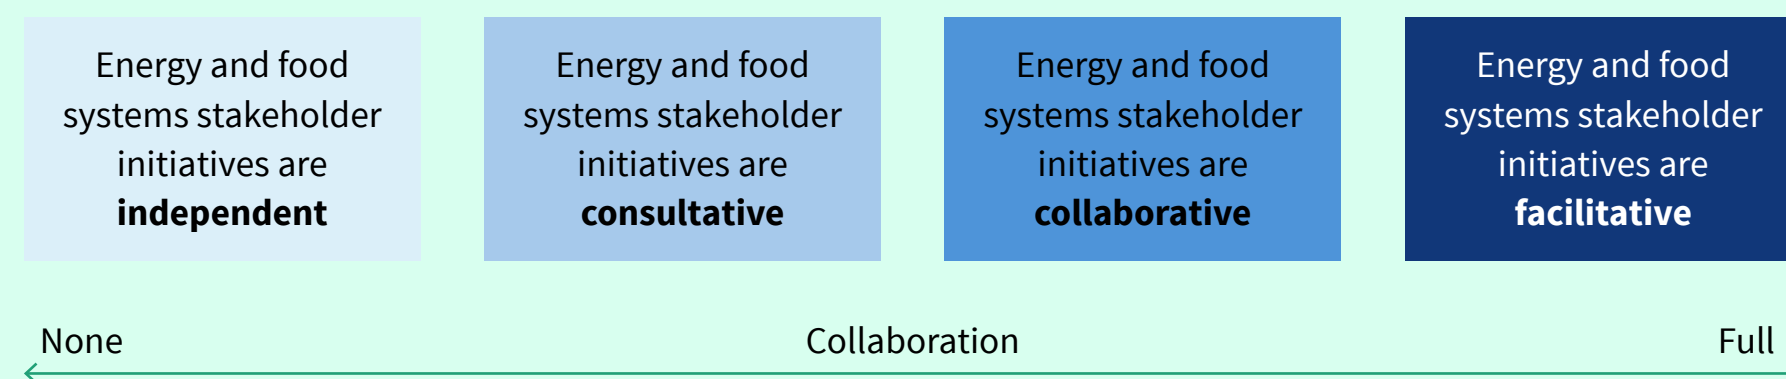 Energy and food
systems stakeholder
initiatives are
independent
Energy and food
systems stakeholder
initiatives are
consultative
Energy and food
systems stakeholder
initiatives are
collaborative
Energy and food
systems stakeholder
initiatives are
facilitative
None
Collaboration
Full